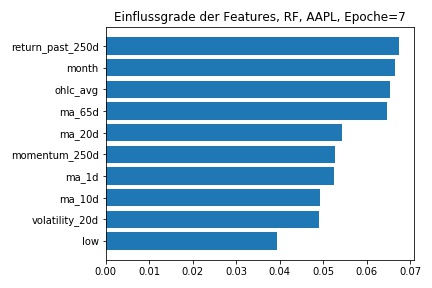 Einflussgrade der Features, RF, AAPL, Epoche=7
return_past_250d
month
ohlc_avg
ma_65d
ma_20d
momentum_250d
ma_1d
ma_10d
volatility_20d
low
0.00 0.01 0.02 0.03 0.04 0.05 0.06 0.07